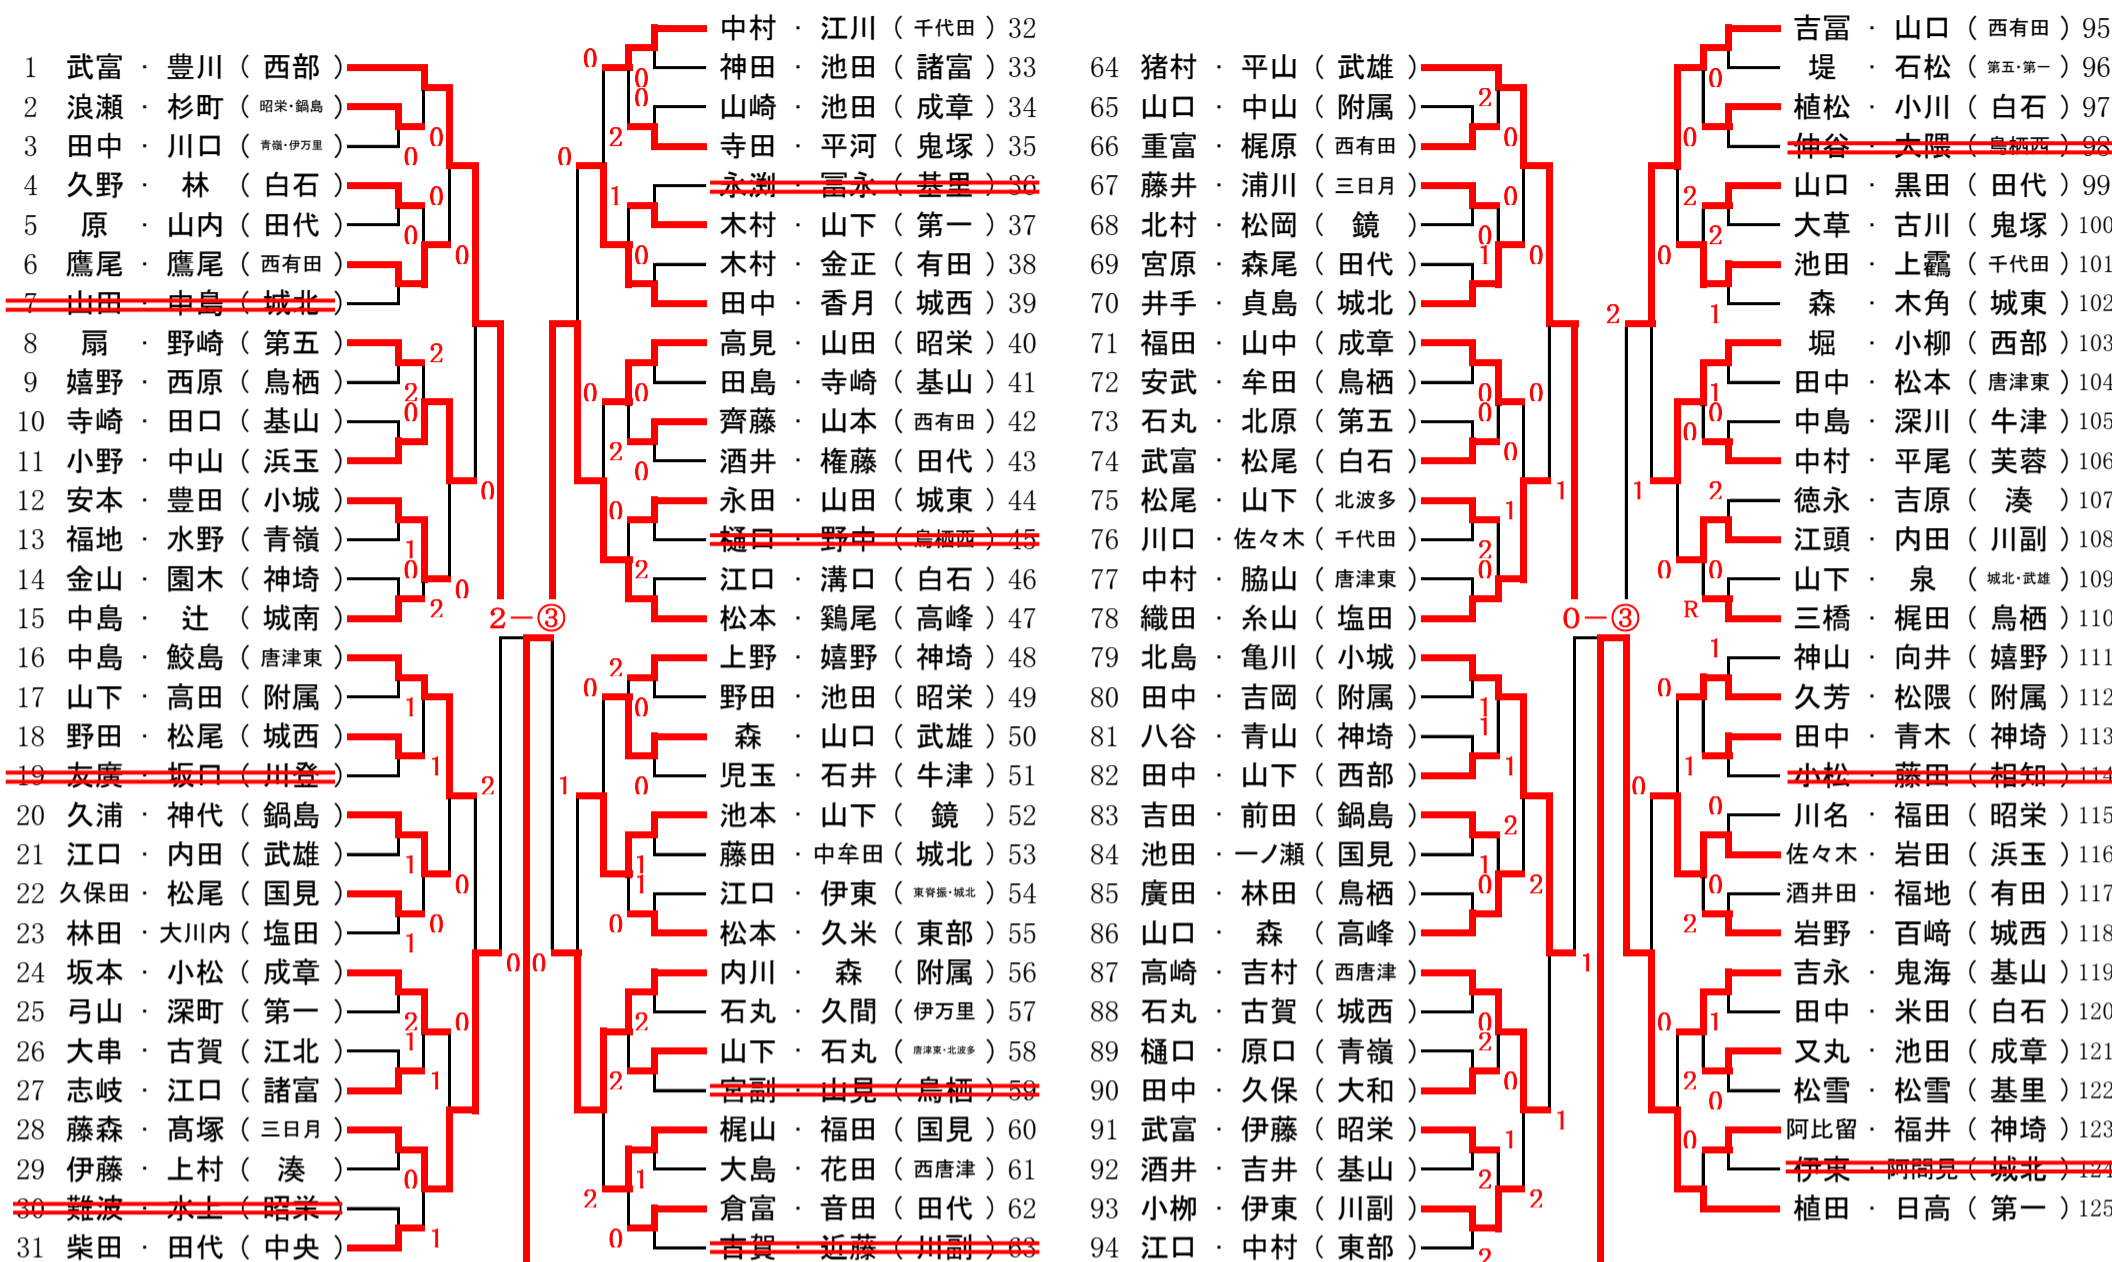 1 武富・豊川（西部）
2 浪瀬・杉町（昭栄・鍋島）
3 田中・川口（青嶺・伊万里）
4 久野・林（白石）
5 原・山内（田代）
6 鷹尾・鷹尾（西有田）
7 山田・中島（城北）
8 扇・野崎（第五）
9 嬉野・西原（鳥栖）
10 寺崎・田口（基山）
11 小野・中山（浜玉）
12 安本・豊田（小城）
13 福地・水野（青嶺）
14 金山・園木（神埼）
15 中島・辻（城南）
16 中島・鮫島（唐津東）
17 山下・高田（附属）
18 野田・松尾（城西）
19 友廣・坂口（川登）
20 久浦・神代（鍋島）
21 江口・内田（武雄）
22 久保田・松尾（国見）
23 林田・大川内（塩田）
24 坂本・小松（成章）
25 弓山・深町（第一）
26 大串・古賀（江北）
27 志岐・江口（諸富）
28 藤森・髙塚（三日月）
29 伊藤・上村（湊）
30 難波・水上（昭栄）
31 柴田・田代（中央）
2－③
中村・江川（千代田）32
神田・池田（諸富）33
山崎・池田（成章）34
寺田・平河（鬼塚）35
永渕・冨永（基里）36
木村・山下（第一）37
木村・金正（有田）38
田中・香月（城西）39
高見・山田（昭栄）40
田島・寺崎（基山）41
齊藤・山本（西有田）42
酒井・権藤（田代）43
永田・山田（城東）44
樋口・野中（鳥栖西）45
江口・溝口（白石）46
松本・鷄尾（高峰）47
上野・嬉野（神埼）48
野田・池田（昭栄）49
森・山口（武雄）50
児玉・石井（牛津）51
池本・山下（鏡）52
藤田・中牟田（城北）53
江口・伊東（東脊振・城北）54
松本・久米（東部）55
内川・森（附属）56
石丸・久間（伊万里）57
山下・石丸（唐津東・北波多）58
宮副・山見（鳥栖）59
梶山・福田（国見）60
大島・花田（西唐津）61
倉富・音田（田代）62
古賀・近藤（川副）63
64 猪村・平山（武雄）
65 山口・中山（附属）
66 重富・梶原（西有田）
67 藤井・浦川（三日月）
68 北村・松岡（鏡）
69 宮原・森尾（田代）
70 井手・貞島（城北）
71 福田・山中（成章）
72 安武・牟田（鳥栖）
73 石丸・北原（第五）
74 武富・松尾（白石）
75 松尾・山下（北波多）
76 川口・佐々木（千代田）
77 中村・脇山（唐津東）
78 織田・糸山（塩田）
79 北島・亀川（小城）
80 田中・吉岡（附属）
81 八谷・青山（神埼）
82 田中・山下（西部）
83 吉田・前田（鍋島）
84 池田・一ノ瀬（国見）
85 廣田・林田（鳥栖）
86 山口・森（高峰）
87 高崎・吉村（西唐津）
88 石丸・古賀（城西）
89 樋口・原口（青嶺）
90 田中・久保（大和）
91 武富・伊藤（昭栄）
92 酒井・吉井（基山）
93 小栁・伊東（川副）
94 江口・中村（東部）
0－③
吉冨・山口（西有田）95
堤・石松（第五・第一）96
植松・小川（白石）97
仲谷・大隈（鳥栖西）98
山口・黒田（田代）99
大草・古川（鬼塚）100
池田・上靍（千代田）101
森・木角（城東）102
堀・小柳（西部）103
田中・松本（唐津東）104
中島・深川（牛津）105
中村・平尾（芙蓉）106
徳永・吉原（湊）107
江頭・内田（川副）108
山下・泉（城北・武雄）109
三橋・梶田（鳥栖）110
神山・向井（嬉野）111
久芳・松隈（附属）112
田中・青木（神埼）113
小松・藤田（相知）114
川名・福田（昭栄）115
佐々木・岩田（浜玉）116
酒井田・福地（有田）117
岩野・百﨑（城西）118
吉永・鬼海（基山）119
田中・米田（白石）120
又丸・池田（成章）121
松雪・松雪（基里）122
阿比留・福井（神埼）123
伊東・阿間見（城北）124
植田・日高（第一）125
R